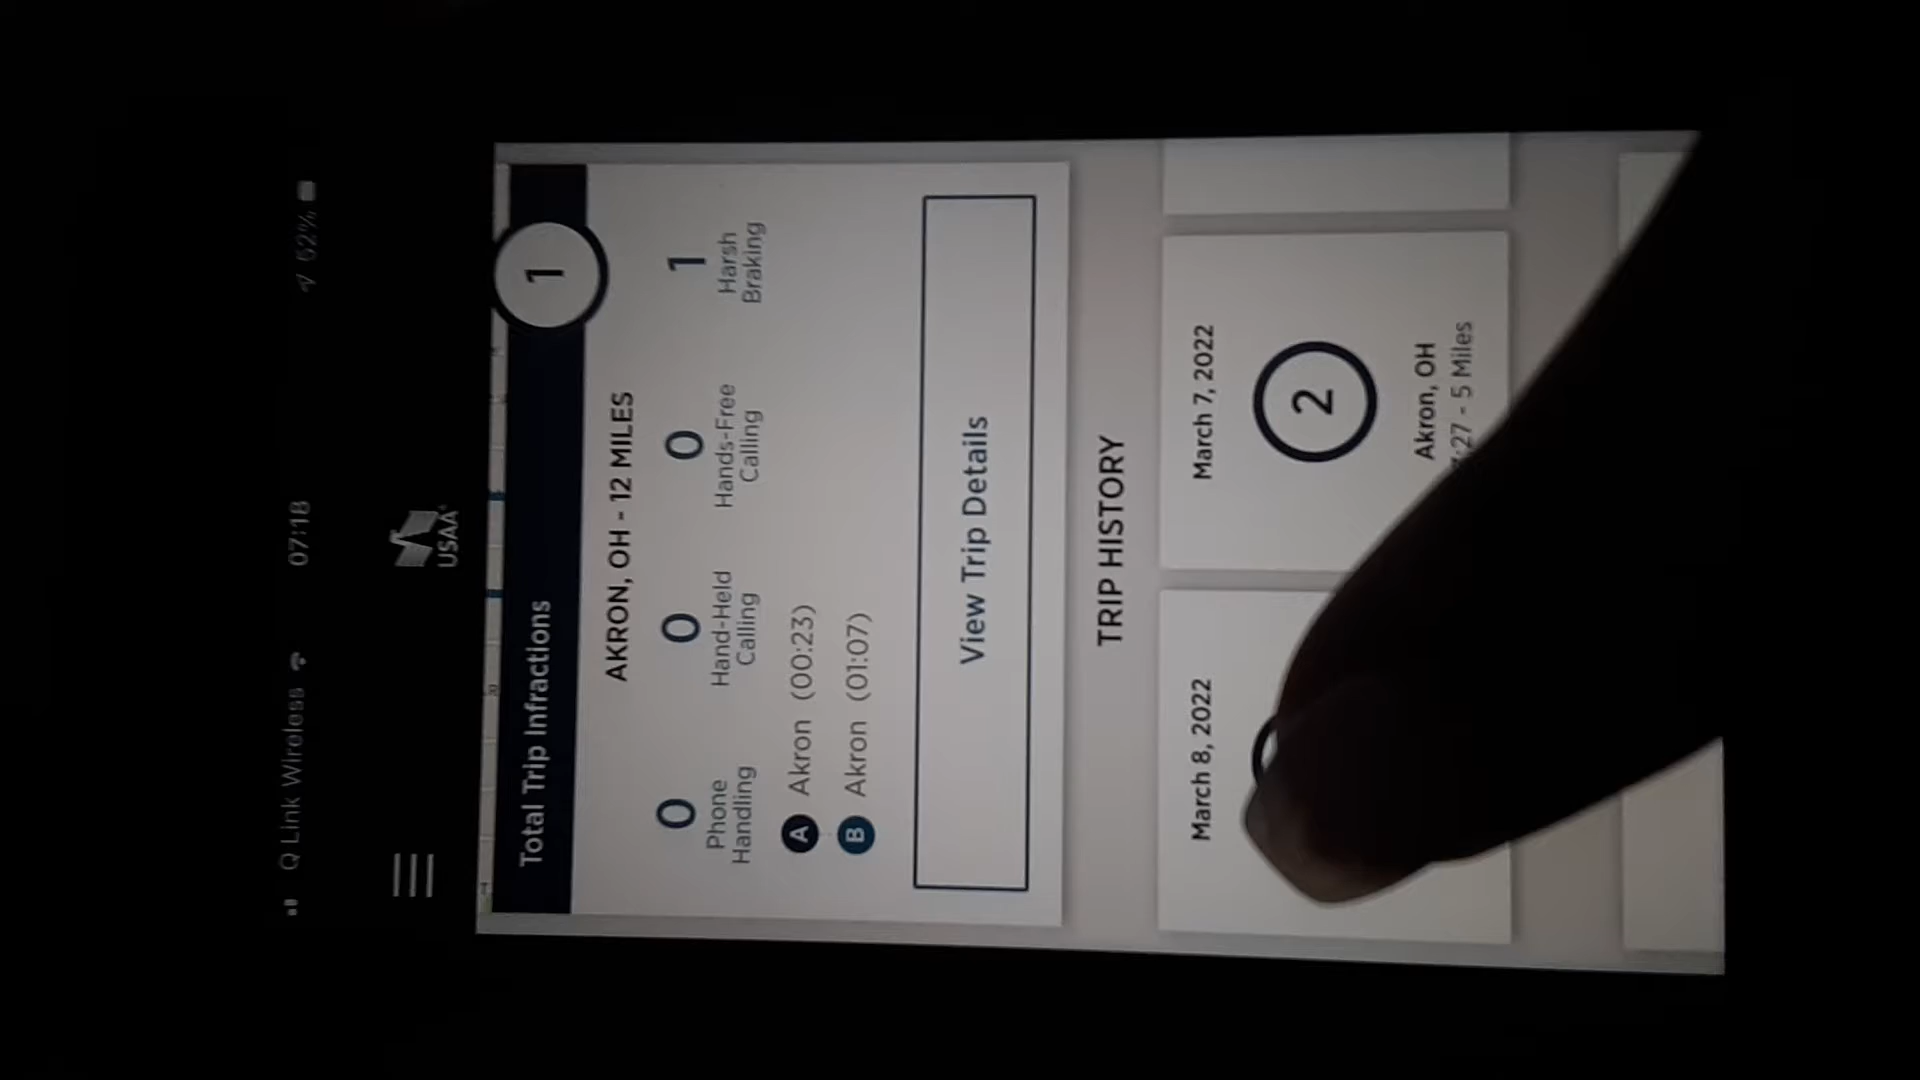 Q Link Wireless 07:18 52%
USAA
Total Trip Infractions 1
AKRON, OH - 12 MILES
0 0 0 1
Phone Handling
Hand-Held Calling
Hands-Free Calling
Harsh Braking
A Akron (00:23)
B Akron (01:07)
View Trip Details
TRIP HISTORY
March 8, 2022
March 7, 2022
2
Akron, OH
:27 - 5 Miles